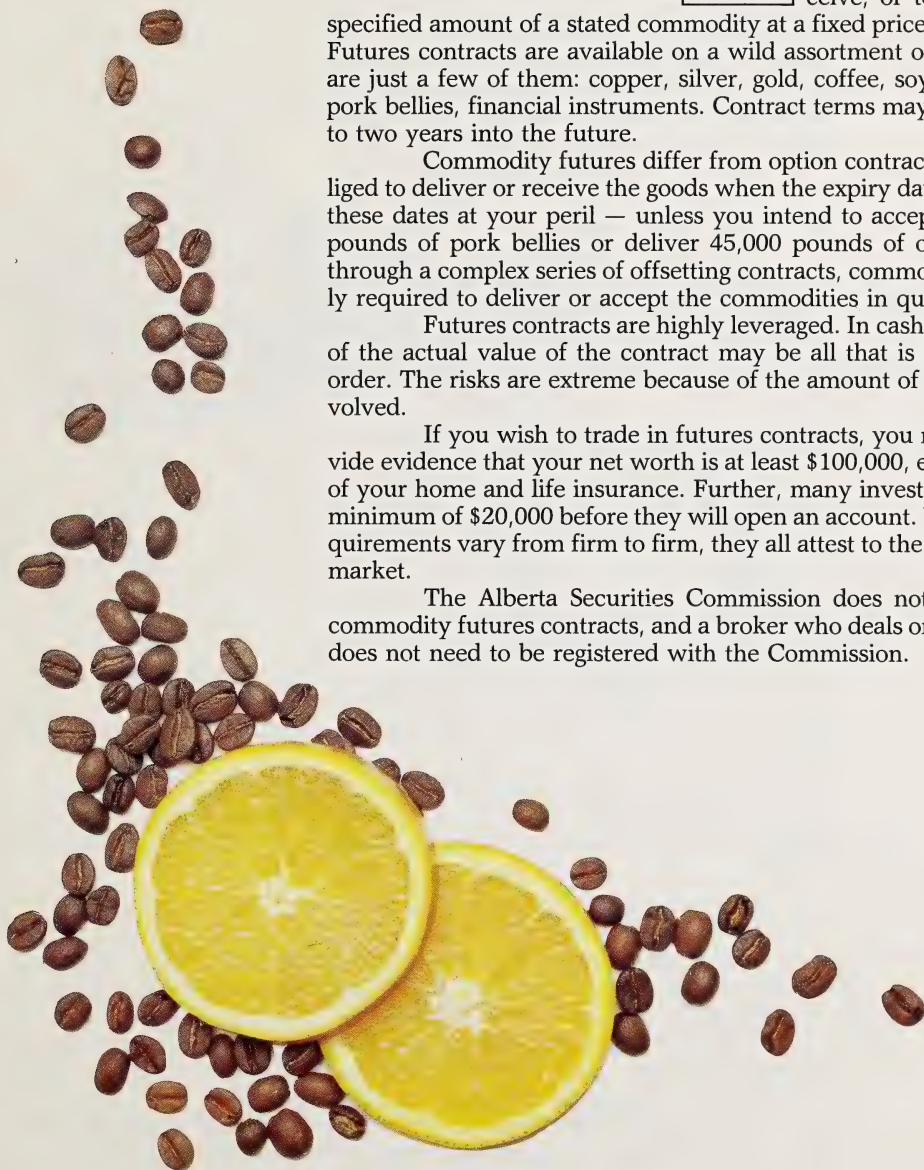 ceive, or
specified amount of a stated commodity at a fixed price
Futures contracts are available on a wild assortment
are just a few of them: copper, silver, gold, coffee,
pork bellies, financial instruments. Contract terms may
to two years into the future.
Commodity futures differ from option
liged to deliver or receive the goods when the expiry
these dates at your peril — unless you intend to
pounds of pork bellies or deliver 45,000 pounds of
through a complex series of offsetting contracts,
ly required to deliver or accept the commodities in
Futures contracts are highly leveraged. In cash
of the actual value of the contract may be all that is
order. The risks are extreme because of the amount of
volved.
If you wish to trade in futures contracts, you
vide evidence that your net worth is at least $100,000,
of your home and life insurance. Further, many
minimum of $20,000 before they will open an account.
quirements vary from firm to firm, they all attest to the
market.
The Alberta Securities Commission does not
commodity futures contracts, and a broker who deals
does not need to be registered with the Commission.